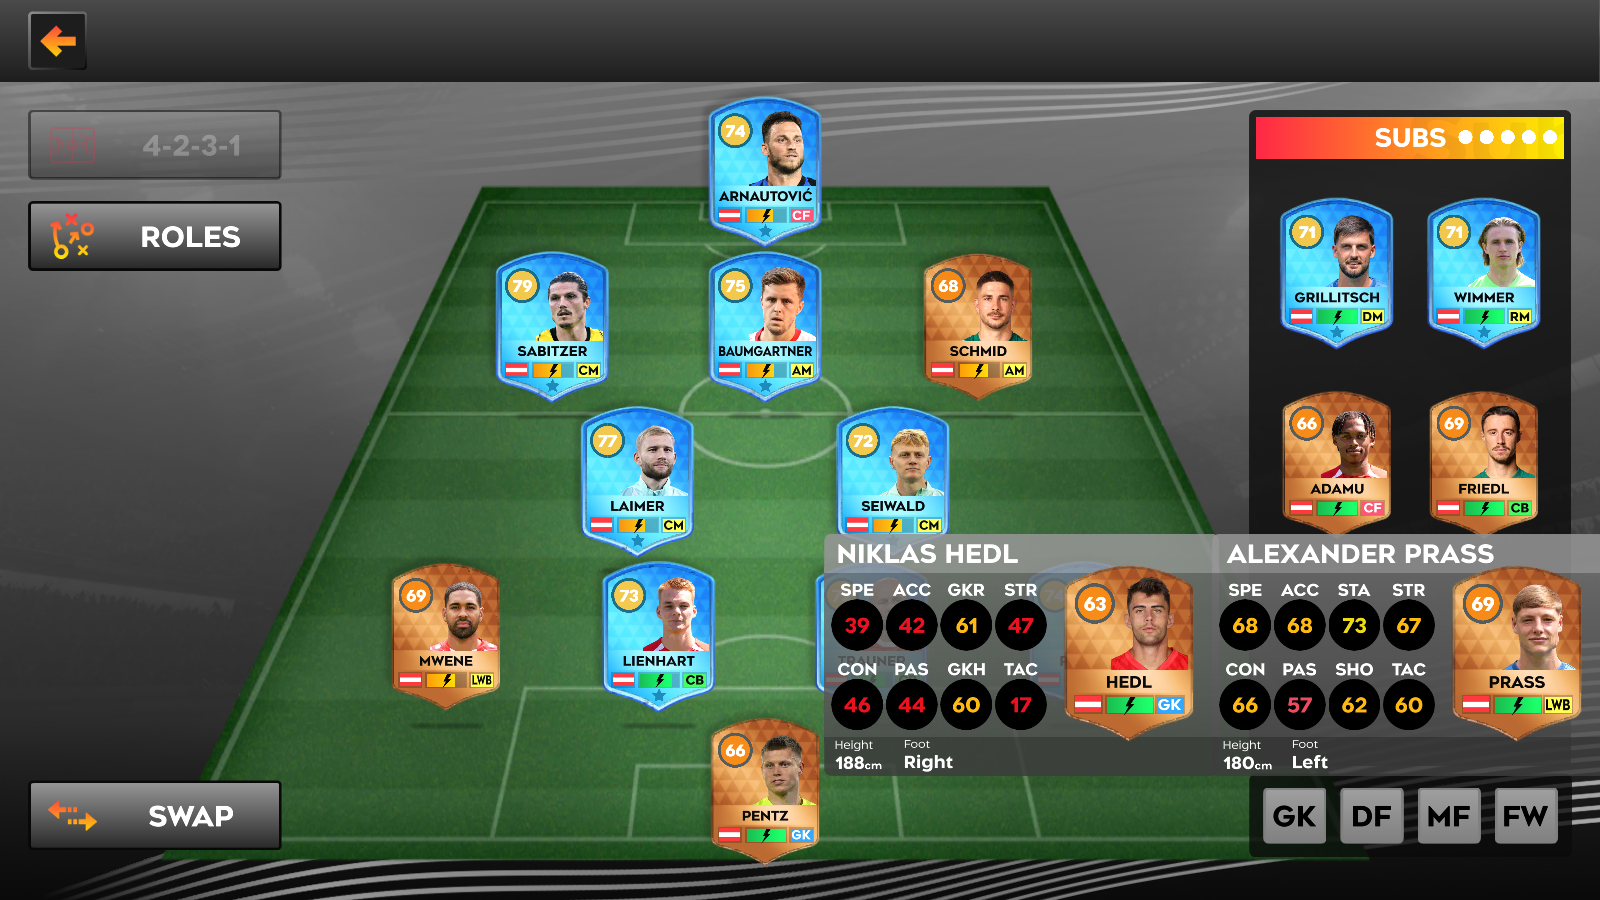 4-2-3-1
ROLES
SWAP
74
ARNAUTOVIĆ
CF
79
SABITZER
CM
75
BAUMGARTNER
AM
68
SCHMID
AM
77
LAIMER
CM
72
SEIWALD
CM
69
MWENE
LWB
73
LIENHART
CB
TRAUNER
74
66
PENTZ
GK
SUBS
71
GRILLITSCH
DM
71
WIMMER
RM
66
ADAMU
CF
69
FRIEDL
CB
NIKLAS HEDL
SPE ACC GKR STR
39 42 61 47
CON PAS GKH TAC
46 44 60 17
Height Foot
188cm Right
63
HEDL
GK
ALEXANDER PRASS
SPE ACC STA STR
68 68 73 67
CON PAS SHO TAC
66 57 62 60
Height Foot
180cm Left
69
PRASS
LWB
GK DF MF FW